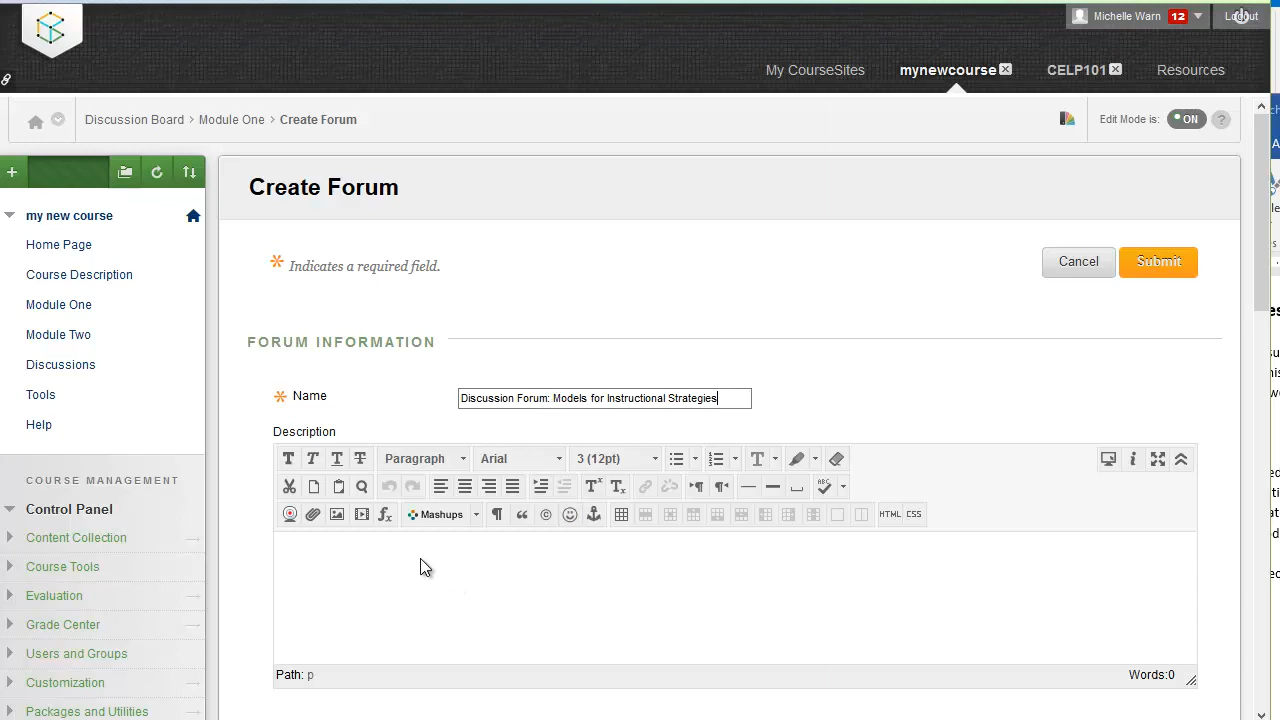 Michelle Warn 12 Logout
My CourseSites mynewcourse CELP101 Resources
Discussion Board > Module One > Create Forum Edit Mode is: ON ?
Create Forum
my new course
Home Page
Course Description
Module One
Module Two
Discussions
Tools
Help
COURSE MANAGEMENT
Control Panel
Content Collection
Course Tools
Evaluation
Grade Center
Users and Groups
Customization
Packages and Utilities
* Indicates a required field.
Cancel Submit
FORUM INFORMATION
* Name Discussion Forum: Models for Instructional Strategies
Description
T T T T Paragraph Arial 3 (12pt) T
ABC
Mashups HTML CSS
Path: p Words:0